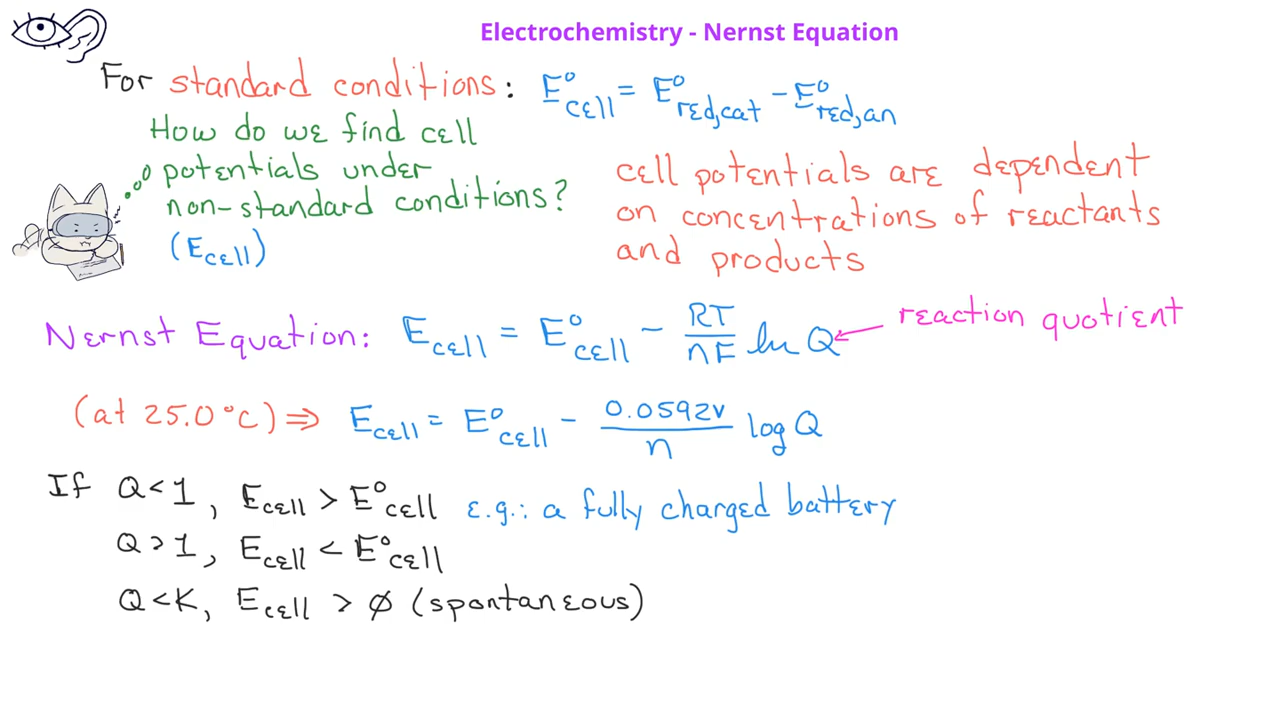 Electrochemistry - Nernst Equation
For standard conditions: E°cell = E°red,cat - E°red,an
How do we find cell
potentials under
non-standard conditions?
(Ecell)
cell potentials are dependent
on concentrations of reactants
and products
Nernst Equation: Ecell = E°cell - RT/nF ln Q
reaction quotient
(at 25.0°C) ⇒ Ecell = E°cell - 0.0592V/n log Q
If Q < 1, Ecell > E°cell e.g.: a fully charged battery
Q > 1, Ecell < E°cell
Q < K, Ecell > ∅ (spontaneous)